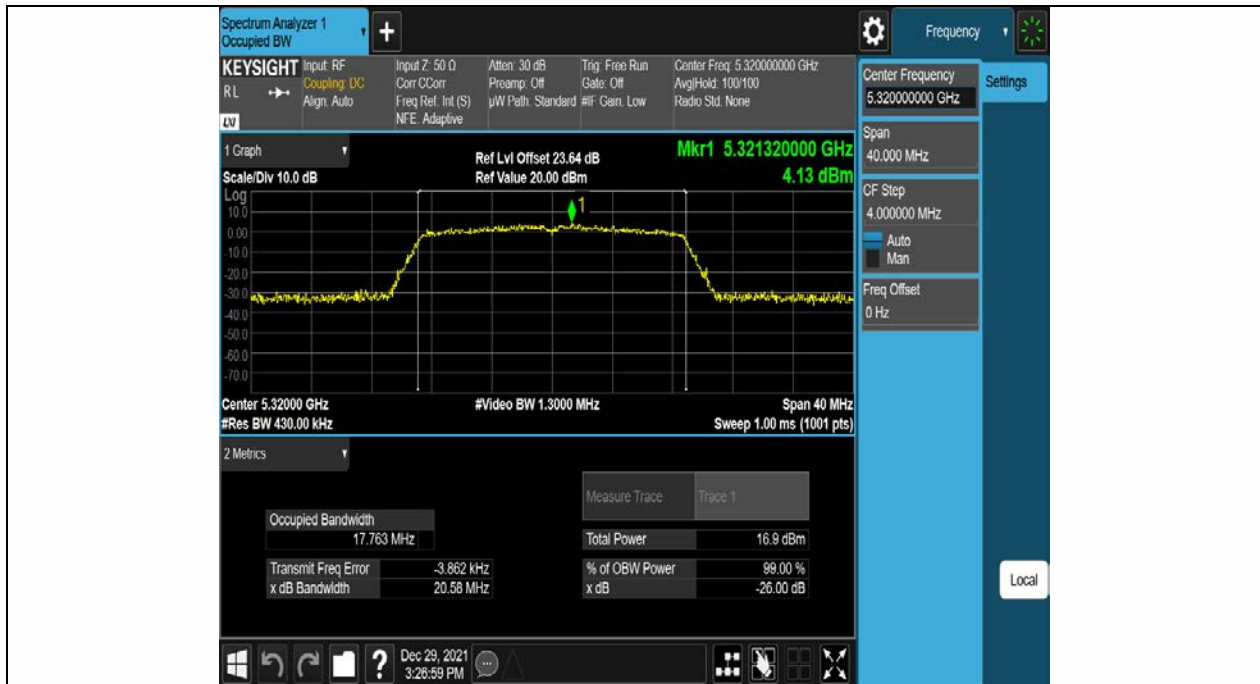 Spectrum Analyzer 1
Occupied BW
+
Frequency
KEYSIGHT
RL
LXI
Input: RF
Coupling: DC
Align: Auto
Input Z: 50 Ω
Corr CCorr
Freq Ref: Int (S)
NFE: Adaptive
Atten: 30 dB
Preamp: Off
µW Path: Standard
Trig: Free Run
Gate: Off
#IF Gain: Low
Center Freq: 5.320000000 GHz
Avg|Hold: 100/100
Radio Std: None
1 Graph
Scale/Div 10.0 dB
Ref Lvl Offset 23.64 dB
Ref Value 20.00 dBm
Mkr1 5.321320000 GHz
4.13 dBm
Log
10.0
0.00
-10.0
-20.0
-30.0
-40.0
-50.0
-60.0
-70.0
1
Center 5.32000 GHz
#Res BW 430.00 kHz
#Video BW 1.3000 MHz
Span 40 MHz
Sweep 1.00 ms (1001 pts)
2 Metrics
Measure Trace Trace 1
Occupied Bandwidth
17.763 MHz
Total Power 16.9 dBm
Transmit Freq Error -3.862 kHz
% of OBW Power 99.00 %
x dB Bandwidth 20.58 MHz
x dB -26.00 dB
Center Frequency
5.320000000 GHz
Settings
Span
40.000 MHz
CF Step
4.000000 MHz
Auto
Man
Freq Offset
0 Hz
Local
?
Dec 29, 2021
3:26:59 PM